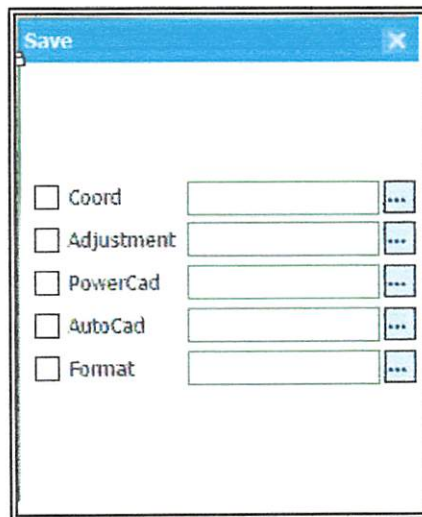 Save
Coord ...
Adjustment ...
PowerCad ...
AutoCad ...
Format ...